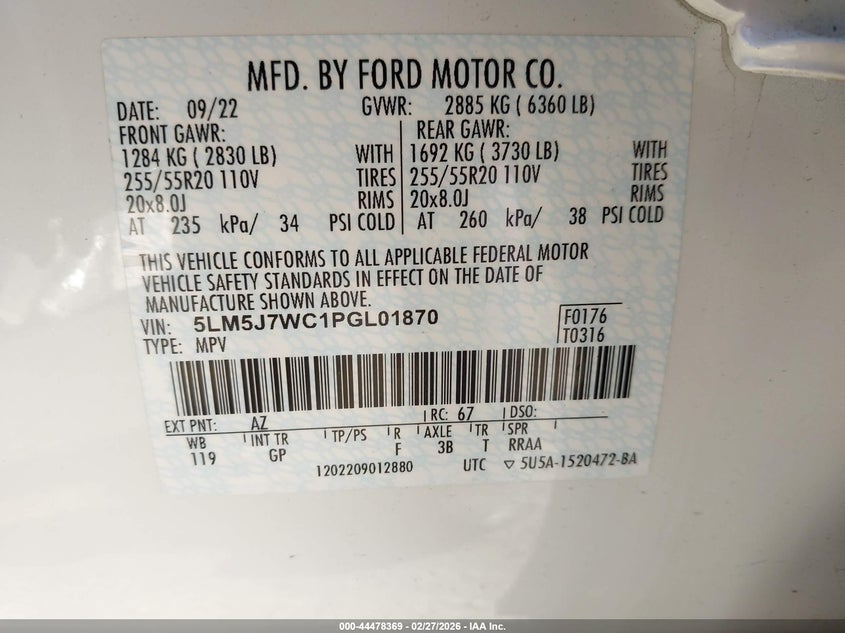 MFD. BY FORD MOTOR CO.
DATE: 09/22 GVWR: 2885 KG ( 6360 LB)
FRONT GAWR: REAR GAWR:
1284 KG ( 2830 LB) WITH 1692 KG ( 3730 LB) WITH
255/55R20 110V TIRES 255/55R20 110V TIRES
20x8.0J RIMS 20x8.0J RIMS
AT 235 kPa/ 34 PSI COLD AT 260 kPa/ 38 PSI COLD
THIS VEHICLE CONFORMS TO ALL APPLICABLE FEDERAL MOTOR
VEHICLE SAFETY STANDARDS IN EFFECT ON THE DATE OF
MANUFACTURE SHOWN ABOVE.
VIN: 5LM5J7WC1PGL01870 F0176
TYPE: MPV T0316
EXT PNT: AZ RC: 67 DSO:
WB INT TR TP/PS R AXLE TR SPR
119 GP F 3B T RRAA
1202209012880 UTC ▽ 5U5A-1520472-BA
000-44478369 - 02/27/2026 - IAA Inc.